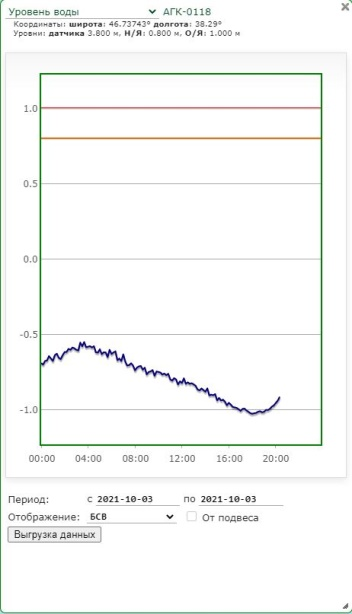 Уровень воды АГК-0118
Координаты: широта: 46.73743° долгота: 38.29°
Уровни: датчика 3.800 м, Н/Я: 0.800 м, О/Я: 1.000 м
1.0
0.5
0.0
-0.5
-1.0
00:00 04:00 08:00 12:00 16:00 20:00
Период: с 2021-10-03 по 2021-10-03
Отображение: БСВ От подвеса
Выгрузка данных